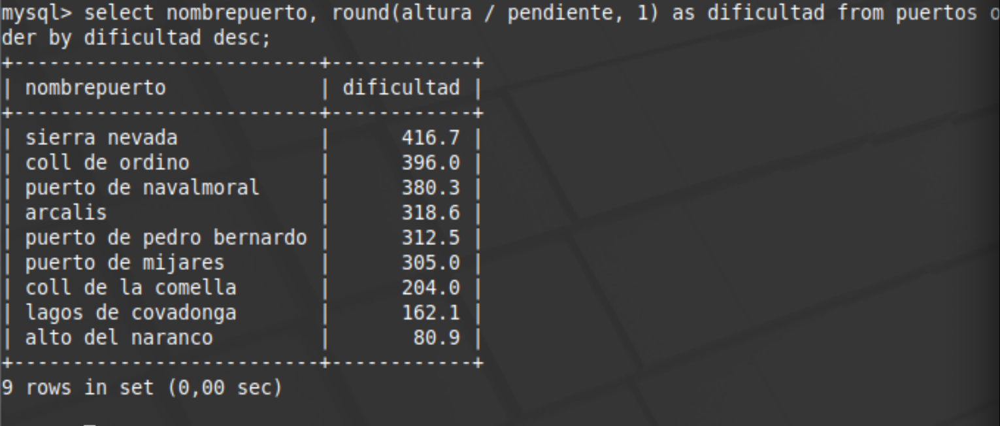 mysql> select nombrepuerto, round(altura / pendiente, 1) as dificultad from puertos o
der by dificultad desc;
+--------------------------+------------+
| nombrepuerto             | dificultad |
+--------------------------+------------+
| sierra nevada            |      416.7 |
| coll de ordino           |      396.0 |
| puerto de navalmoral     |      380.3 |
| arcalis                  |      318.6 |
| puerto de pedro bernardo |      312.5 |
| puerto de mijares        |      305.0 |
| coll de la comella       |      204.0 |
| lagos de covadonga       |      162.1 |
| alto del naranco         |       80.9 |
+--------------------------+------------+
9 rows in set (0,00 sec)